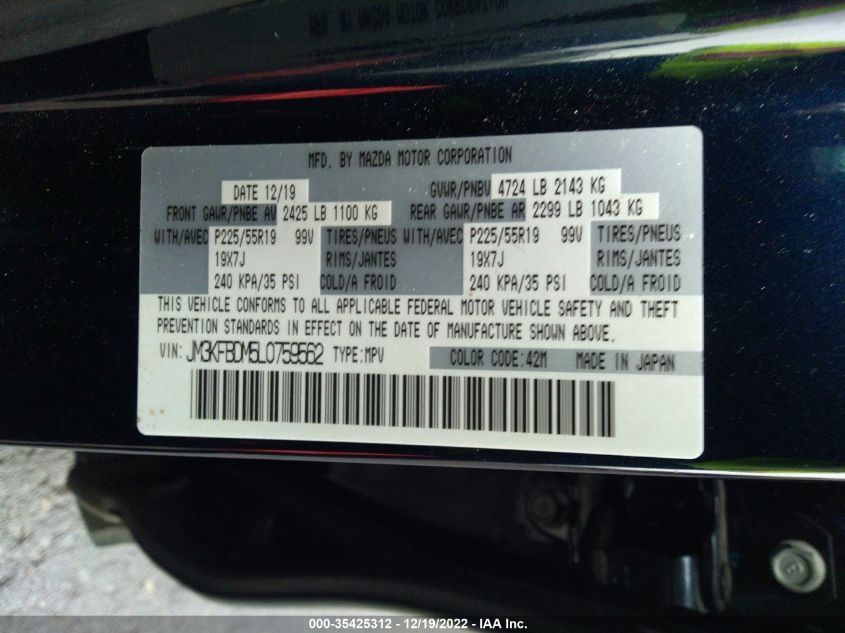 MFD. BY MAZDA MOTOR CORPORATION
DATE 12/19 GVWR/PNBV 4724 LB 2143 KG
FRONT GAWR/PNBE AV 2425 LB 1100 KG REAR GAWR/PNBE AR 2299 LB 1043 KG
WITH/AVEC P225/55R19 99V TIRES/PNEUS WITH/AVEC P225/55R19 99V TIRES/PNEUS
19X7J RIMS/JANTES 19X7J RIMS/JANTES
240 KPA/35 PSI COLD/A FROID 240 KPA/35 PSI COLD/A FROID
THIS VEHICLE CONFORMS TO ALL APPLICABLE FEDERAL MOTOR VEHICLE SAFETY AND THEFT
PREVENTION STANDARDS IN EFFECT ON THE DATE OF MANUFACTURE SHOWN ABOVE.
VIN: JM3KFBDM5L0759562 TYPE:MPV COLOR CODE:42M MADE IN JAPAN
000-35425312 - 12/19/2022 - IAA Inc.